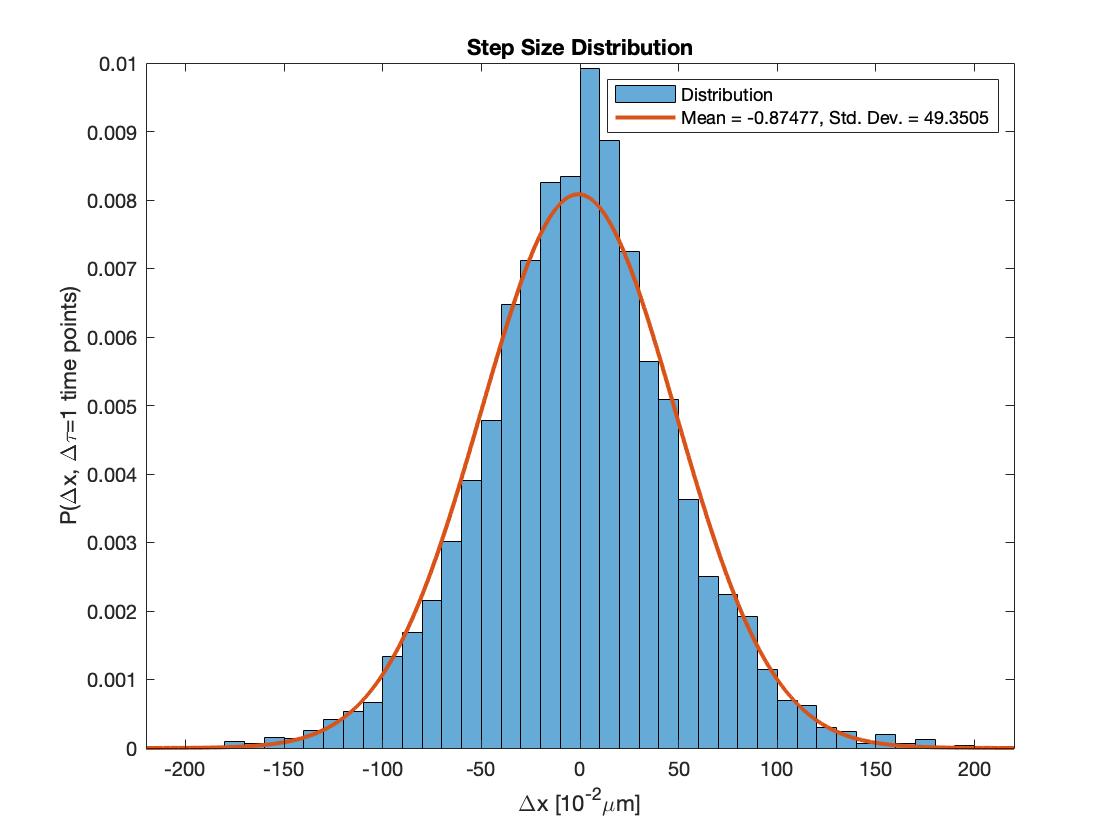 Step Size Distribution
Distribution
Mean = -0.87477, Std. Dev. = 49.3505
P(Δx, Δτ=1 time points)
0.01
0.009
0.008
0.007
0.006
0.005
0.004
0.003
0.002
0.001
0
-200 -150 -100 -50 0 50 100 150 200
Δx [10⁻²μm]